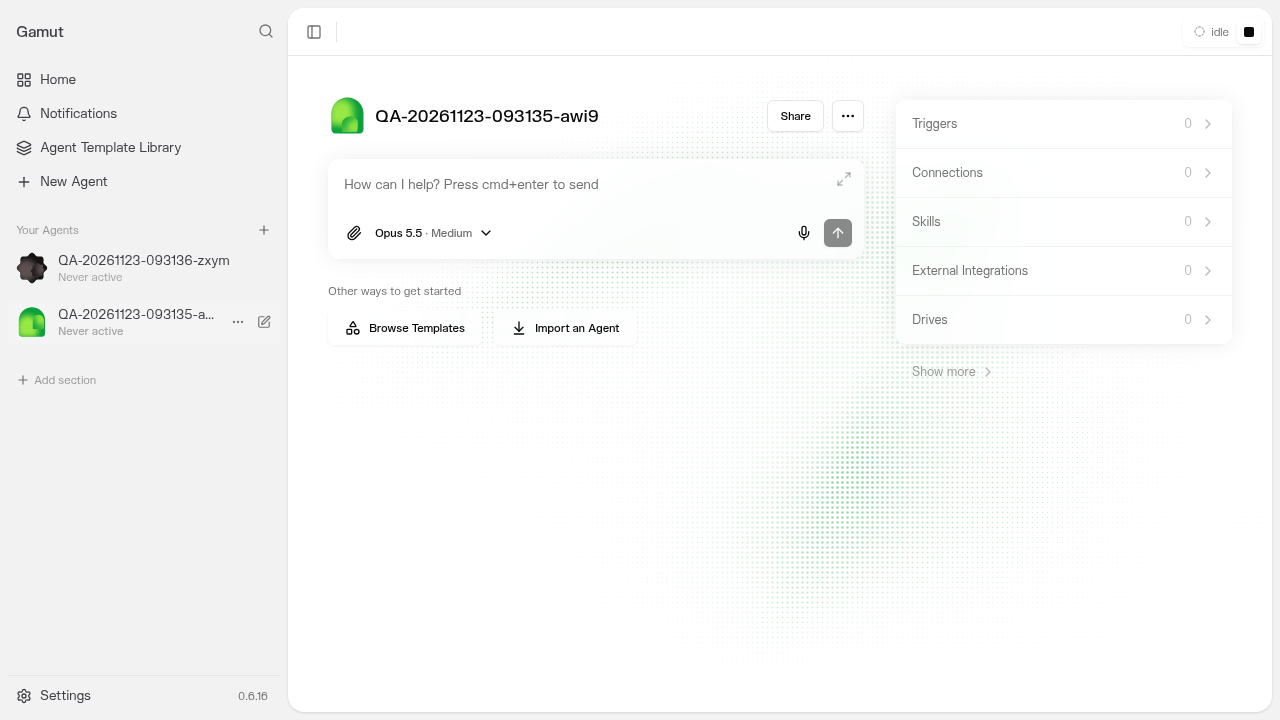 Gamut
Home
Notifications
Agent Template Library
New Agent
Your Agents
QA-20261123-093136-zxym
Never active
QA-20261123-093135-a...
Never active
Add section
Settings
0.6.16
idle
QA-20261123-093135-awi9
Share
How can I help? Press cmd+enter to send
Opus 5.5 · Medium
Other ways to get started
Browse Templates
Import an Agent
Triggers 0
Connections 0
Skills 0
External Integrations 0
Drives 0
Show more